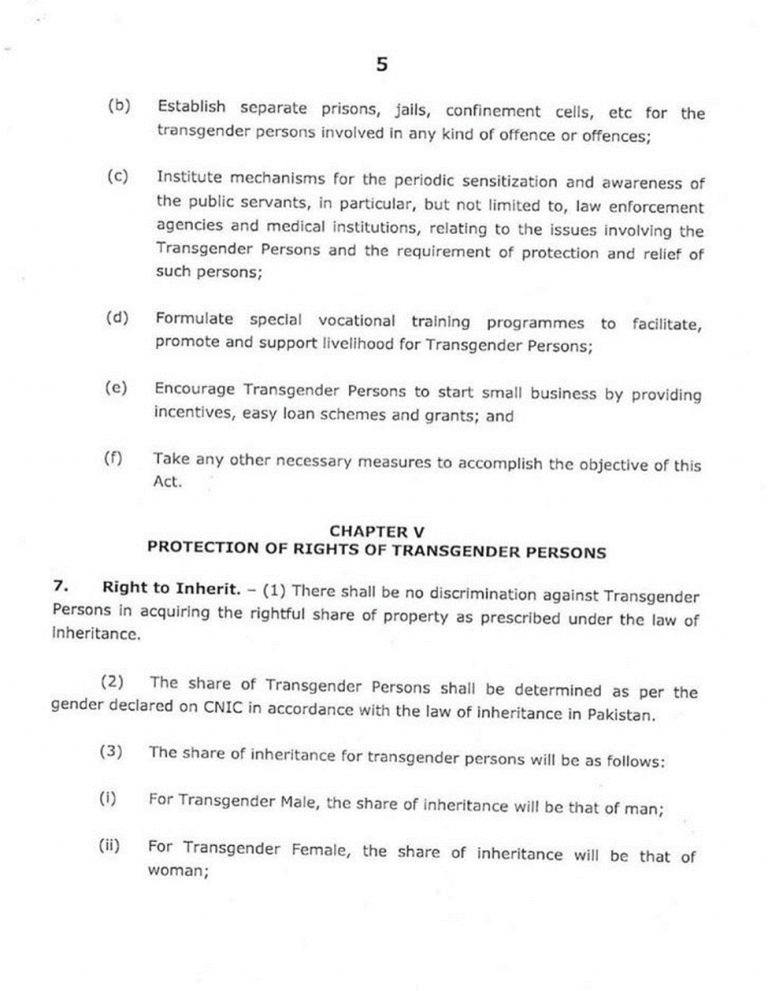 5
(b) Establish separate prisons, jails, confinement cells, etc for the
transgender persons involved in any kind of offence or offences;
(c) Institute mechanisms for the periodic sensitization and awareness of
the public servants, in particular, but not limited to, law enforcement
agencies and medical institutions, relating to the issues involving the
Transgender Persons and the requirement of protection and relief of
such persons;
(d) Formulate special vocational training programmes to facilitate,
promote and support livelihood for Transgender Persons;
(e) Encourage Transgender Persons to start small business by providing
incentives, easy loan schemes and grants; and
(f) Take any other necessary measures to accomplish the objective of this
Act.
CHAPTER V
PROTECTION OF RIGHTS OF TRANSGENDER PERSONS
7. Right to Inherit. – (1) There shall be no discrimination against Transgender
Persons in acquiring the rightful share of property as prescribed under the law of
Inheritance.
(2) The share of Transgender Persons shall be determined as per the
gender declared on CNIC in accordance with the law of inheritance in Pakistan.
(3) The share of inheritance for transgender persons will be as follows:
(i) For Transgender Male, the share of inheritance will be that of man;
(ii) For Transgender Female, the share of inheritance will be that of
woman;